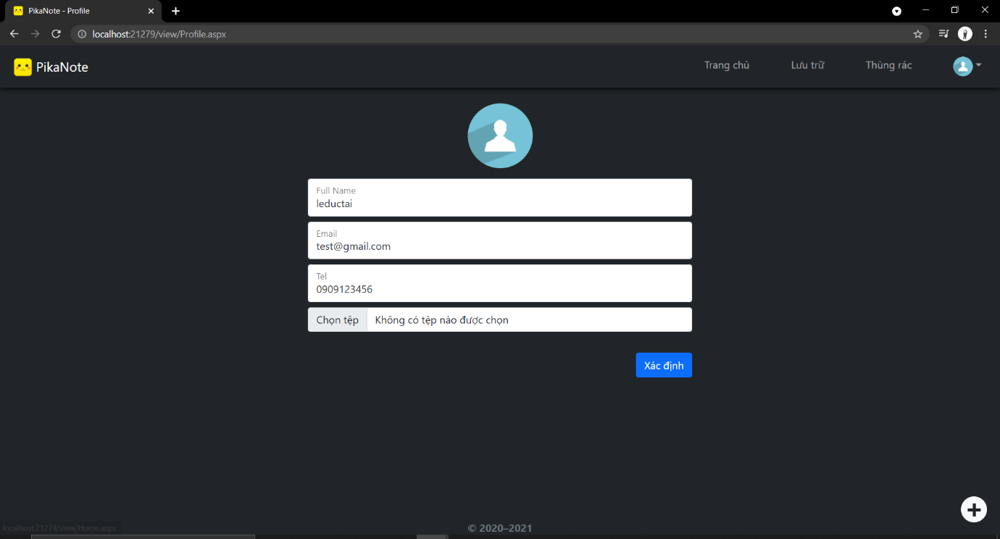 PikaNote - Profile
localhost:21279/view/Profile.aspx
PikaNote
Trang chủ
Lưu trữ
Thùng rác
Full Name
leductai
Email
test@gmail.com
Tel
0909123456
Chọn tệp Không có tệp nào được chọn
Xác định
localhost:21279/view/Home.aspx
© 2020–2021